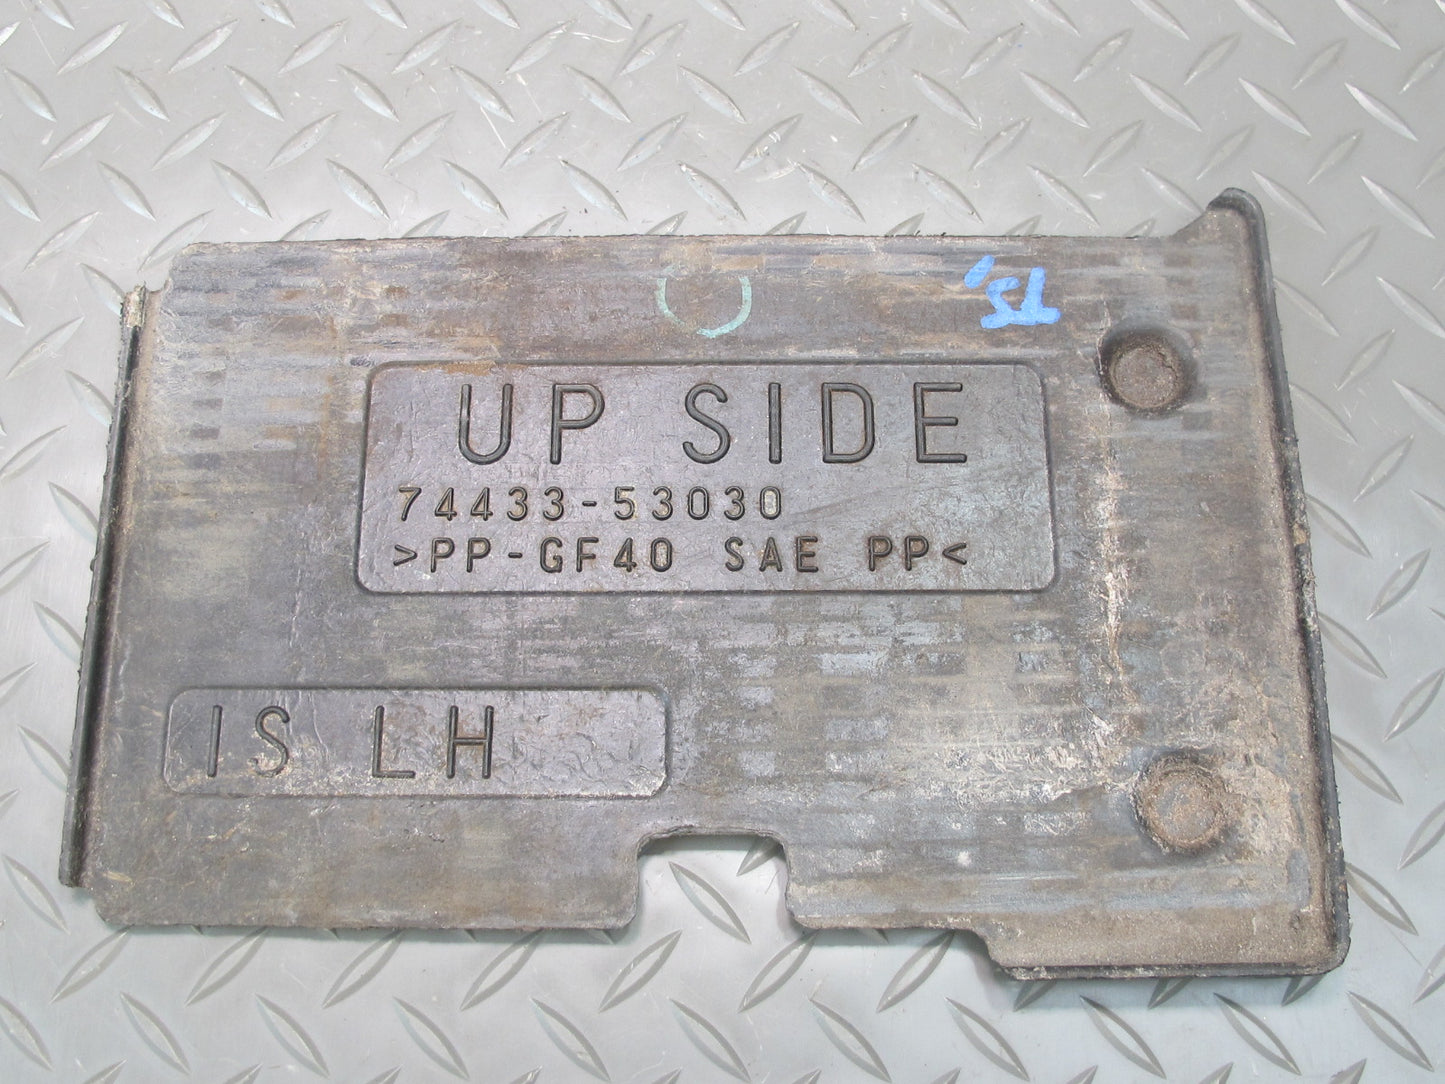 UP SIDE
74433-53030
>PP-GF40 SAE PP<
IS LH